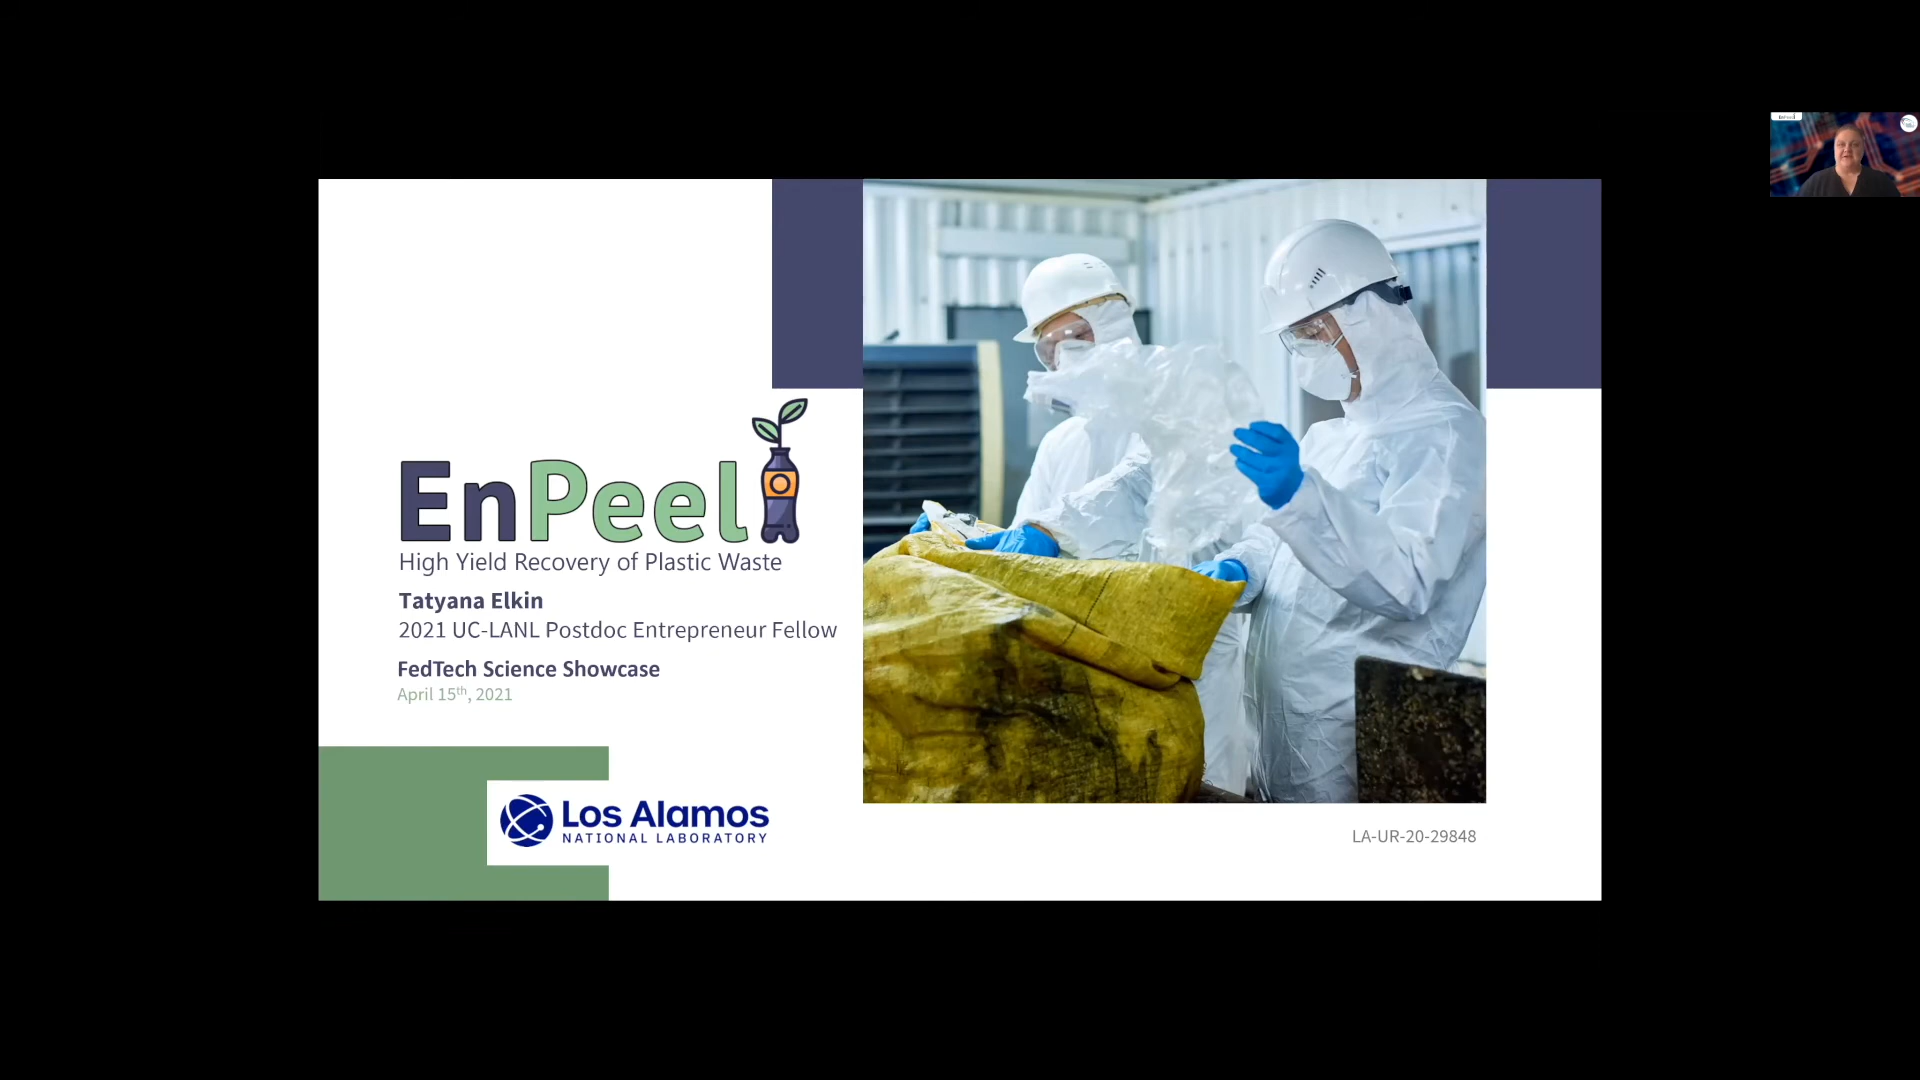 EnPeel
High Yield Recovery of Plastic Waste
Tatyana Elkin
2021 UC-LANL Postdoc Entrepreneur Fellow
FedTech Science Showcase
April 15th, 2021
Los Alamos
NATIONAL LABORATORY
LA-UR-20-29848